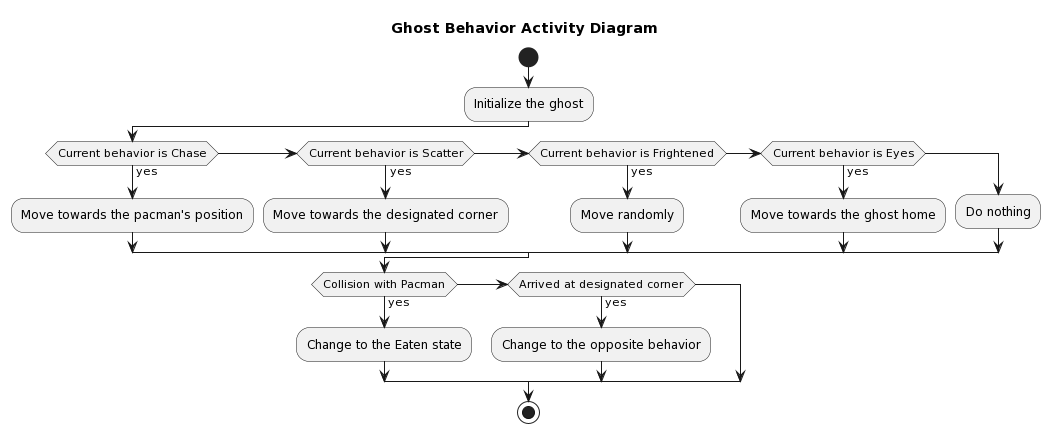 Ghost Behavior Activity Diagram
Initialize the ghost
Current behavior is Chase
Current behavior is Scatter
Current behavior is Frightened
Current behavior is Eyes
yes
yes
yes
yes
Move towards the pacman's position
Move towards the designated corner
Move randomly
Move towards the ghost home
Do nothing
Collision with Pacman
Arrived at designated corner
yes
yes
Change to the Eaten state
Change to the opposite behavior